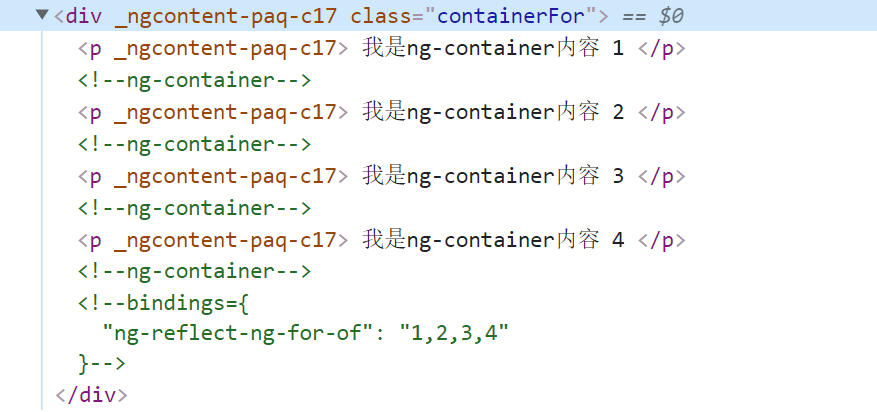 ▼<div _ngcontent-paq-c17 class="containerFor"> == $0
<p _ngcontent-paq-c17> 我是ng-container内容 1 </p>
<!--ng-container-->
<p _ngcontent-paq-c17> 我是ng-container内容 2 </p>
<!--ng-container-->
<p _ngcontent-paq-c17> 我是ng-container内容 3 </p>
<!--ng-container-->
<p _ngcontent-paq-c17> 我是ng-container内容 4 </p>
<!--ng-container-->
<!--bindings={
"ng-reflect-ng-for-of": "1,2,3,4"
}-->
</div>